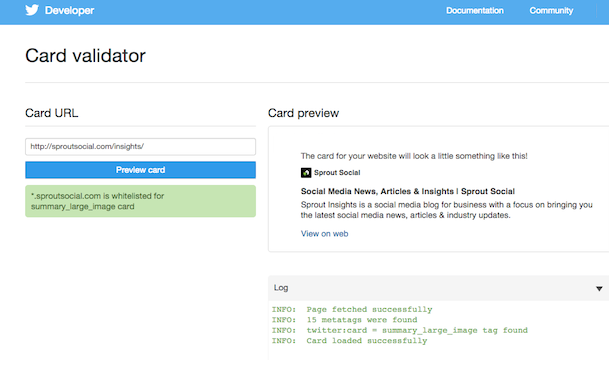 Developer
Documentation
Community
Card validator
Card URL
http://sproutsocial.com/insights/
Preview card
*.sproutsocial.com is whitelisted for
summary_large_image card
Card preview
The card for your website will look a little something like this!
Sprout Social
Social Media News, Articles & Insights | Sprout Social
Sprout Insights is a social media blog for business with a focus on bringing you
the latest social media news, articles & industry updates.
View on web
Log
INFO: Page fetched successfully
INFO: 15 metatags were found
INFO: twitter:card = summary_large_image tag found
INFO: Card loaded successfully